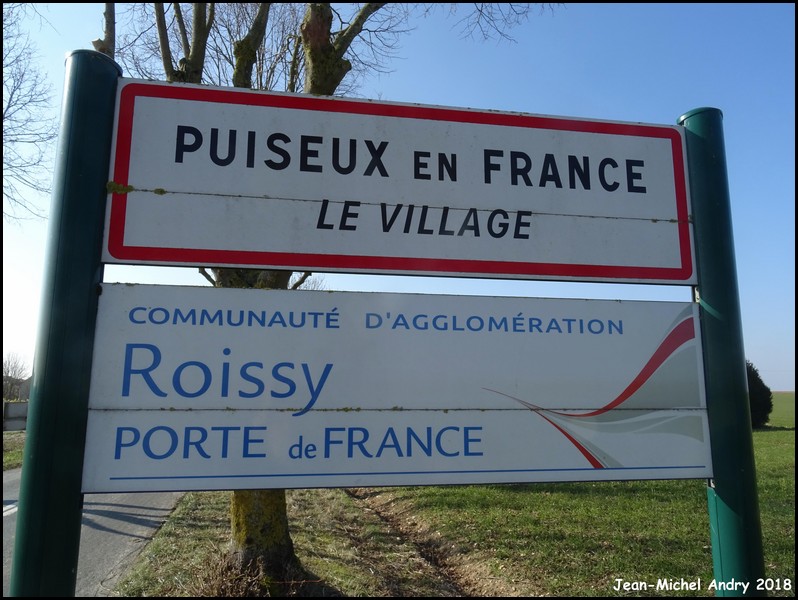 PUISEUX EN FRANCE
LE VILLAGE
COMMUNAUTÉ D'AGGLOMÉRATION
Roissy
PORTE de FRANCE
Jean-Michel Andry 2018